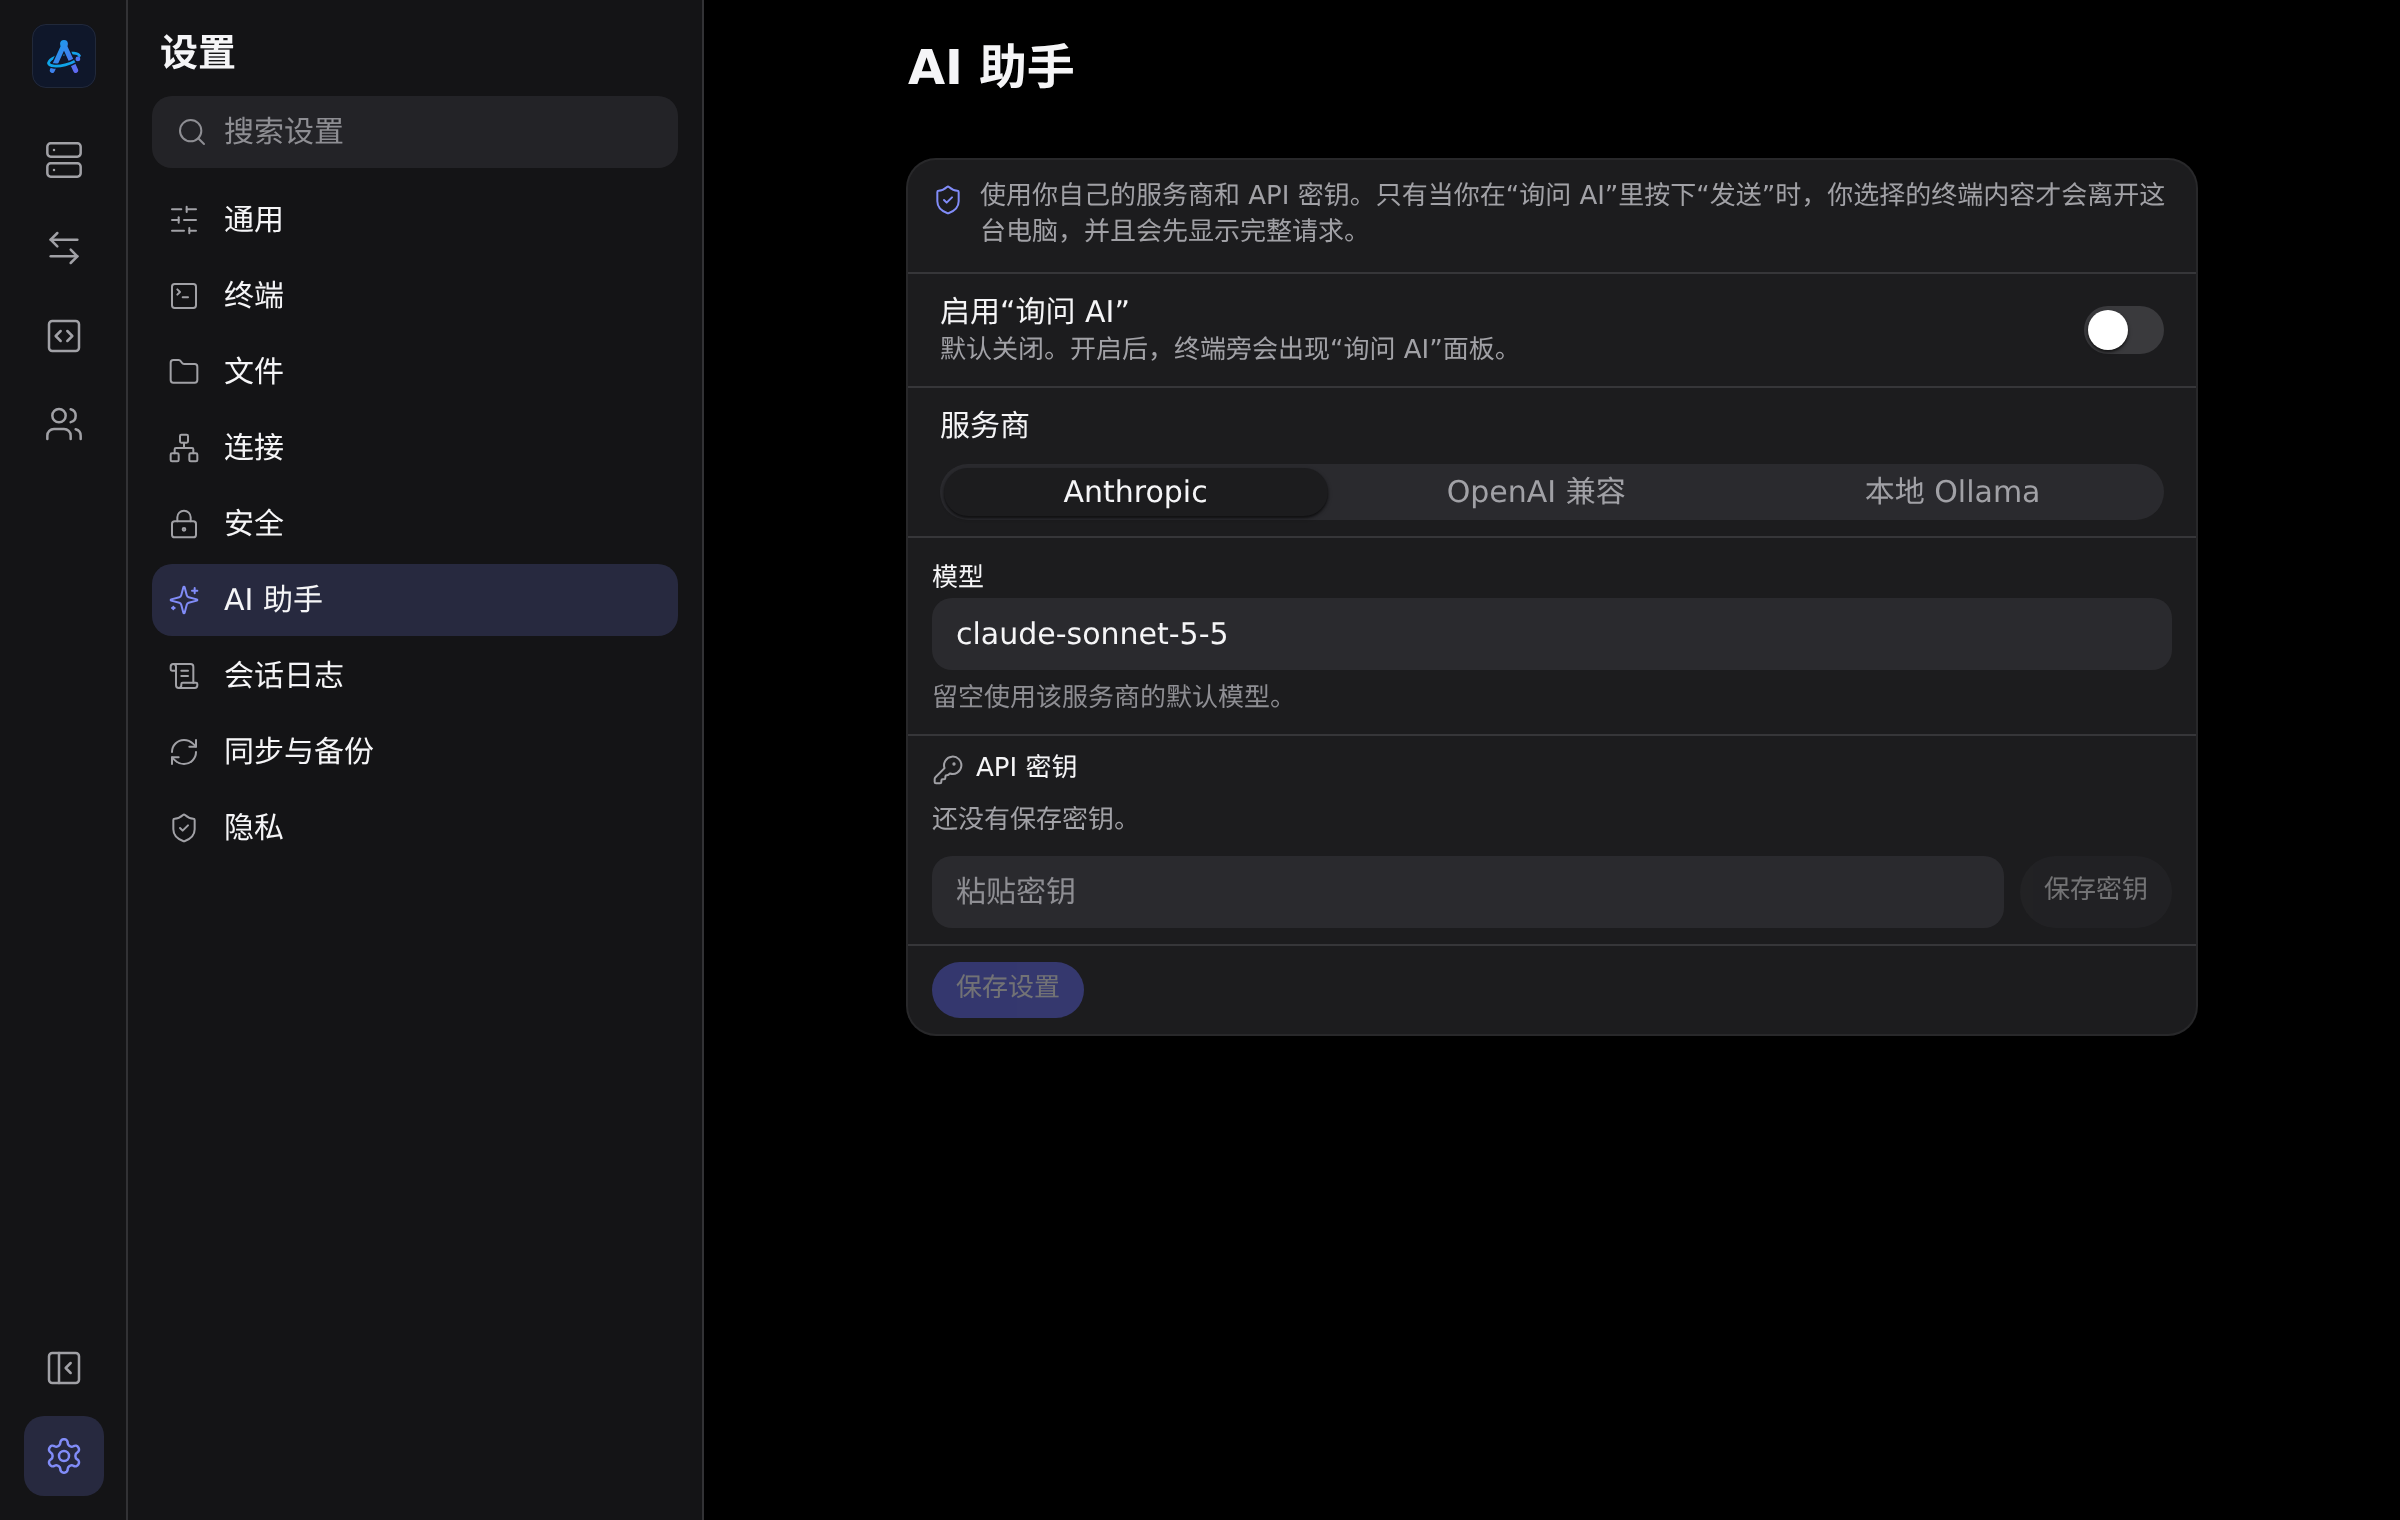 设置
搜索设置
通用
终端
文件
连接
安全
AI 助手
会话日志
同步与备份
隐私
AI 助手
使用你自己的服务商和 API 密钥。只有当你在“询问 AI”里按下“发送”时，你选择的终端内容才会离开这
台电脑，并且会先显示完整请求。
启用“询问 AI”
默认关闭。开启后，终端旁会出现“询问 AI”面板。
服务商
Anthropic
OpenAI 兼容
本地 Ollama
模型
claude-sonnet-5-5
留空使用该服务商的默认模型。
API 密钥
还没有保存密钥。
粘贴密钥
保存密钥
保存设置